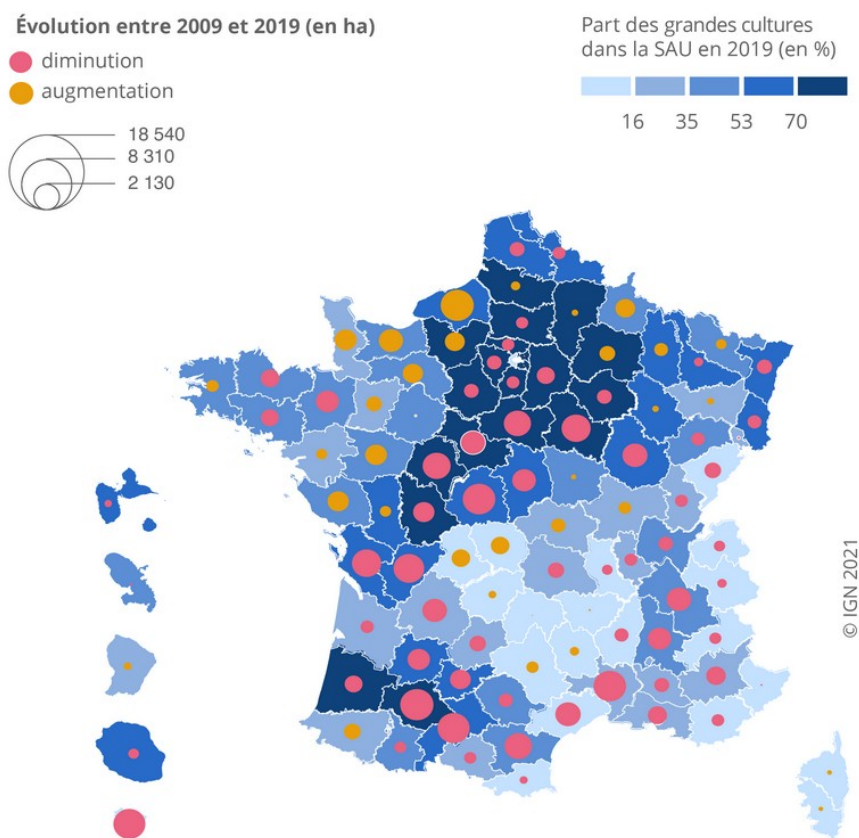 Évolution entre 2009 et 2019 (en ha)
diminution
augmentation
18 540
8 310
2 130
Part des grandes cultures
dans la SAU en 2019 (en %)
16 35 53 70
© IGN 2021